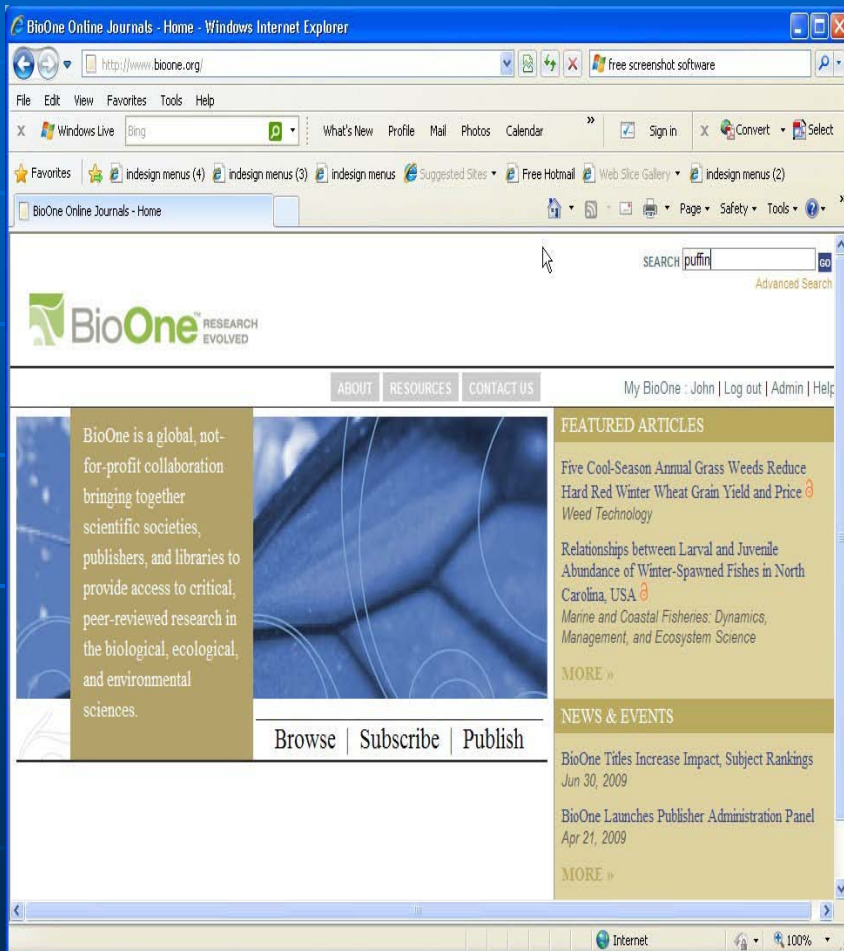 BioOne Online Journals - Home - Windows Internet Explorer
http://www.bioone.org/
free screenshot software
File Edit View Favorites Tools Help
X Windows Live Bing What's New Profile Mail Photos Calendar » Sign in X Convert Select
Favorites indesign menus (4) indesign menus (3) indesign menus Suggested Sites Free Hotmail Web Slice Gallery indesign menus (2)
BioOne Online Journals - Home
Page Safety Tools »
SEARCH puffin GO
Advanced Search
BioOne™ RESEARCH
EVOLVED
ABOUT RESOURCES CONTACT US
My BioOne : John | Log out | Admin | Help
BioOne is a global, not-
for-profit collaboration
bringing together
scientific societies,
publishers, and libraries to
provide access to critical,
peer-reviewed research in
the biological, ecological,
and environmental
sciences.
Browse | Subscribe | Publish
FEATURED ARTICLES
Five Cool-Season Annual Grass Weeds Reduce
Hard Red Winter Wheat Grain Yield and Price
Weed Technology
Relationships between Larval and Juvenile
Abundance of Winter-Spawned Fishes in North
Carolina, USA
Marine and Coastal Fisheries: Dynamics,
Management, and Ecosystem Science
MORE »
NEWS & EVENTS
BioOne Titles Increase Impact, Subject Rankings
Jun 30, 2009
BioOne Launches Publisher Administration Panel
Apr 21, 2009
MORE »
Internet 100%